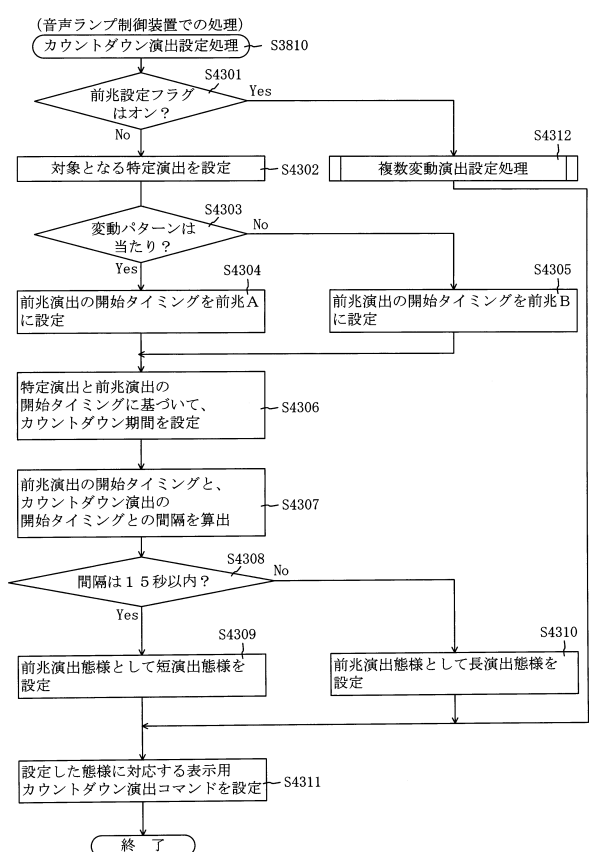 (音声ランプ制御装置での処理)
カウントダウン演出設定処理
S3810
S4301
前兆設定フラグ
はオン？
Yes
No
S4312
対象となる特定演出を設定
S4302
複数変動演出設定処理
S4303
変動パターンは
当たり？
No
Yes
S4304
S4305
前兆演出の開始タイミングを前兆A
に設定
前兆演出の開始タイミングを前兆B
に設定
特定演出と前兆演出の
開始タイミングに基づいて、
カウントダウン期間を設定
S4306
前兆演出の開始タイミングと、
カウントダウン演出の
開始タイミングとの間隔を算出
S4307
S4308
間隔は１５秒以内？
No
Yes
S4309
S4310
前兆演出態様として短演出態様を
設定
前兆演出態様として長演出態様を
設定
設定した態様に対応する表示用
カウントダウン演出コマンドを設定
S4311
終　了